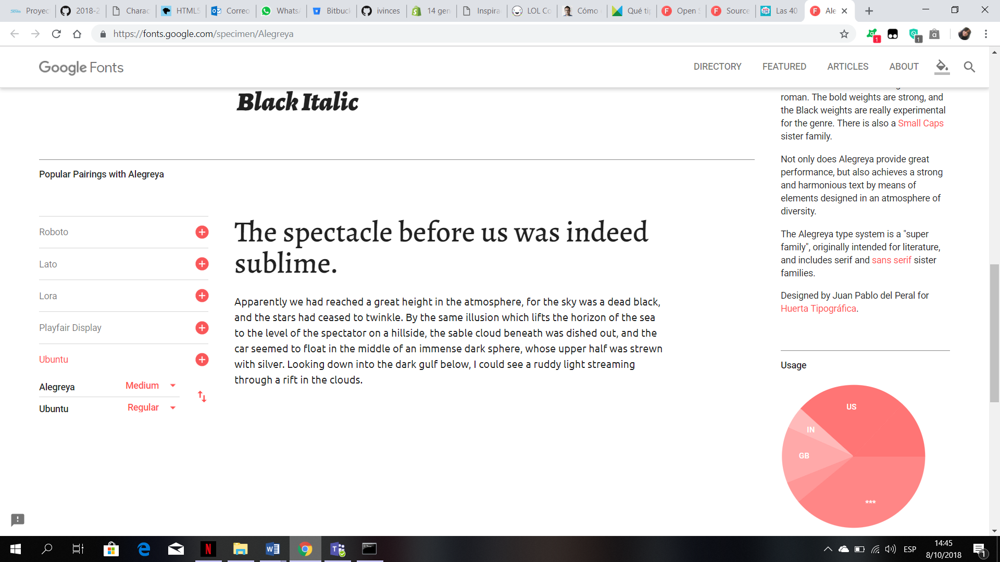 Proyec
2018-2
Charac
HTML5
Correo
Whats
Bitbuck
ivinces
14 gen
Inspira
LOL Co
Cómo
Qué tip
Open S
Source
Las 40
Ale
https://fonts.google.com/specimen/Alegreya
1
1
Google Fonts
DIRECTORY
FEATURED
ARTICLES
ABOUT
Black Italic
Popular Pairings with Alegreya
Roboto
Lato
Lora
Playfair Display
Ubuntu
Alegreya Medium
Ubuntu Regular
The spectacle before us was indeed
sublime.
Apparently we had reached a great height in the atmosphere, for the sky was a dead black,
and the stars had ceased to twinkle. By the same illusion which lifts the horizon of the sea
to the level of the spectator on a hillside, the sable cloud beneath was dished out, and the
car seemed to float in the middle of an immense dark sphere, whose upper half was strewn
with silver. Looking down into the dark gulf below, I could see a ruddy light streaming
through a rift in the clouds.
roman. The bold weights are strong, and
the Black weights are really experimental
for the genre. There is also a Small Caps
sister family.
Not only does Alegreya provide great
performance, but also achieves a strong
and harmonious text by means of
elements designed in an atmosphere of
diversity.
The Alegreya type system is a "super
family", originally intended for literature,
and includes serif and sans serif sister
families.
Designed by Juan Pablo del Peral for
Huerta Tipográfica.
Usage
US
IN
GB
***
ESP
14:45
8/10/2018
1